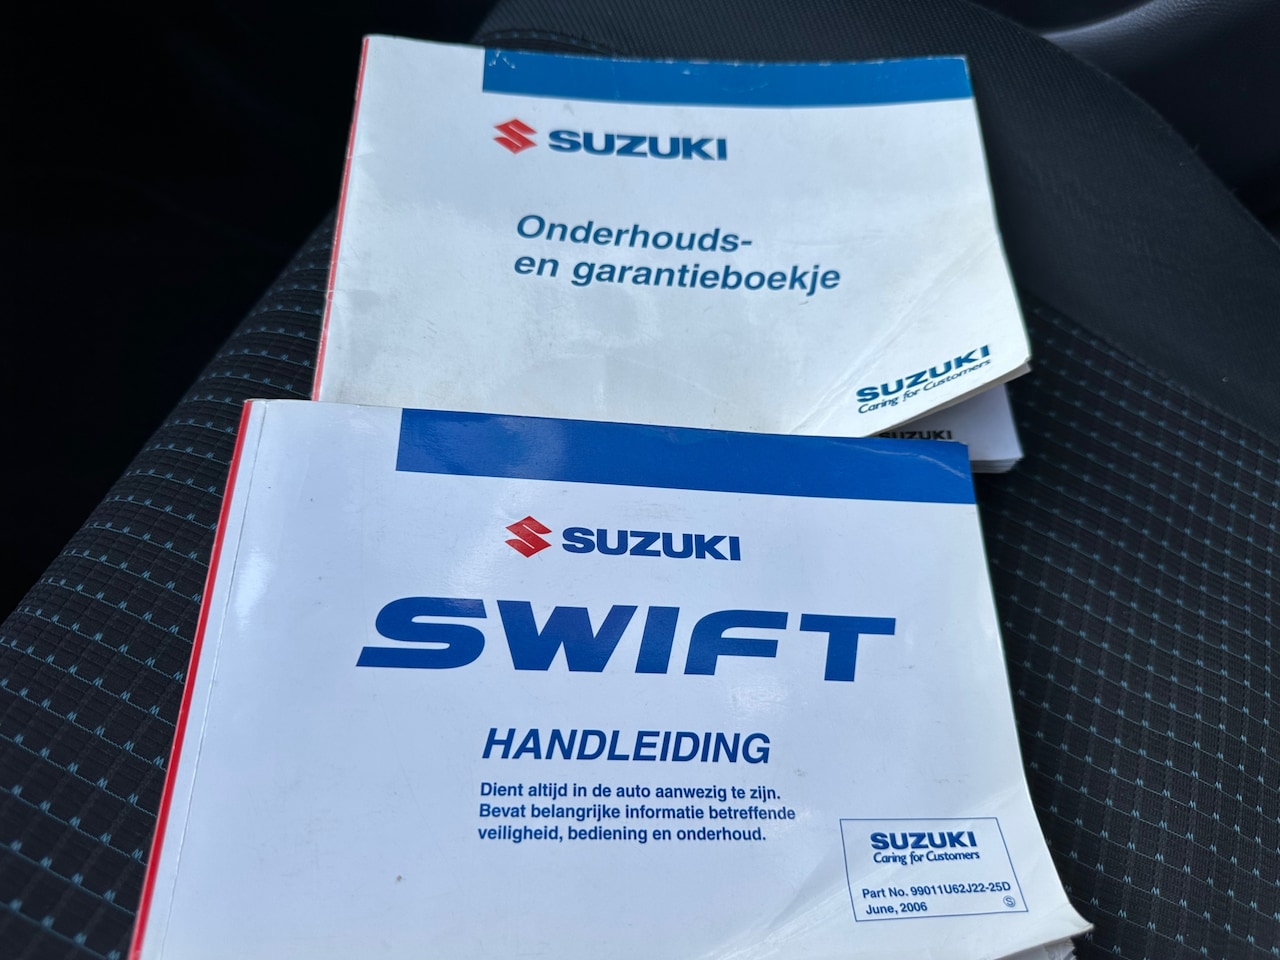 SUZUKI
Onderhouds-
en garantieboekje
SUZUKI
Caring for Customers
SUZUKI
SUZUKI
SWIFT
HANDLEIDING
Dient altijd in de auto aanwezig te zijn.
Bevat belangrijke informatie betreffende
veiligheid, bediening en onderhoud.
SUZUKI
Caring for Customers
Part No. 99011U62J22-25D
June, 2006 Ⓢ